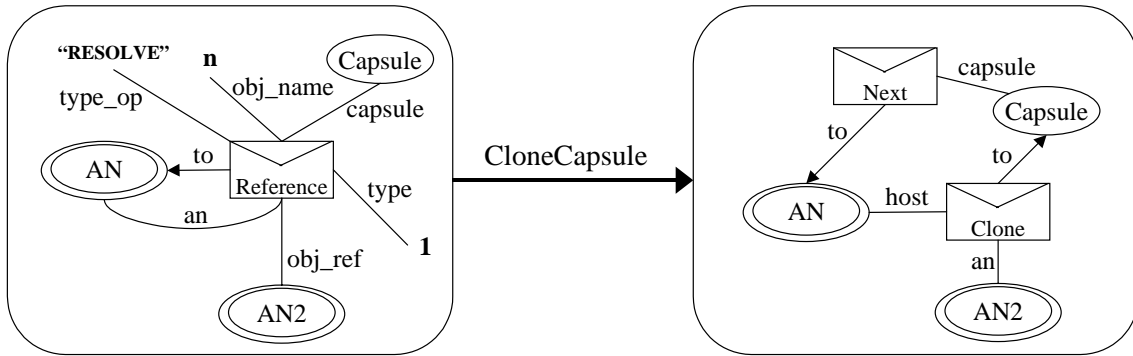 “RESOLVE”
n
Capsule
obj_name
type_op
capsule
AN
to
Reference
type
an
obj_ref
1
AN2
CloneCapsule
capsule
Next
Capsule
to
to
AN
host
Clone
an
AN2